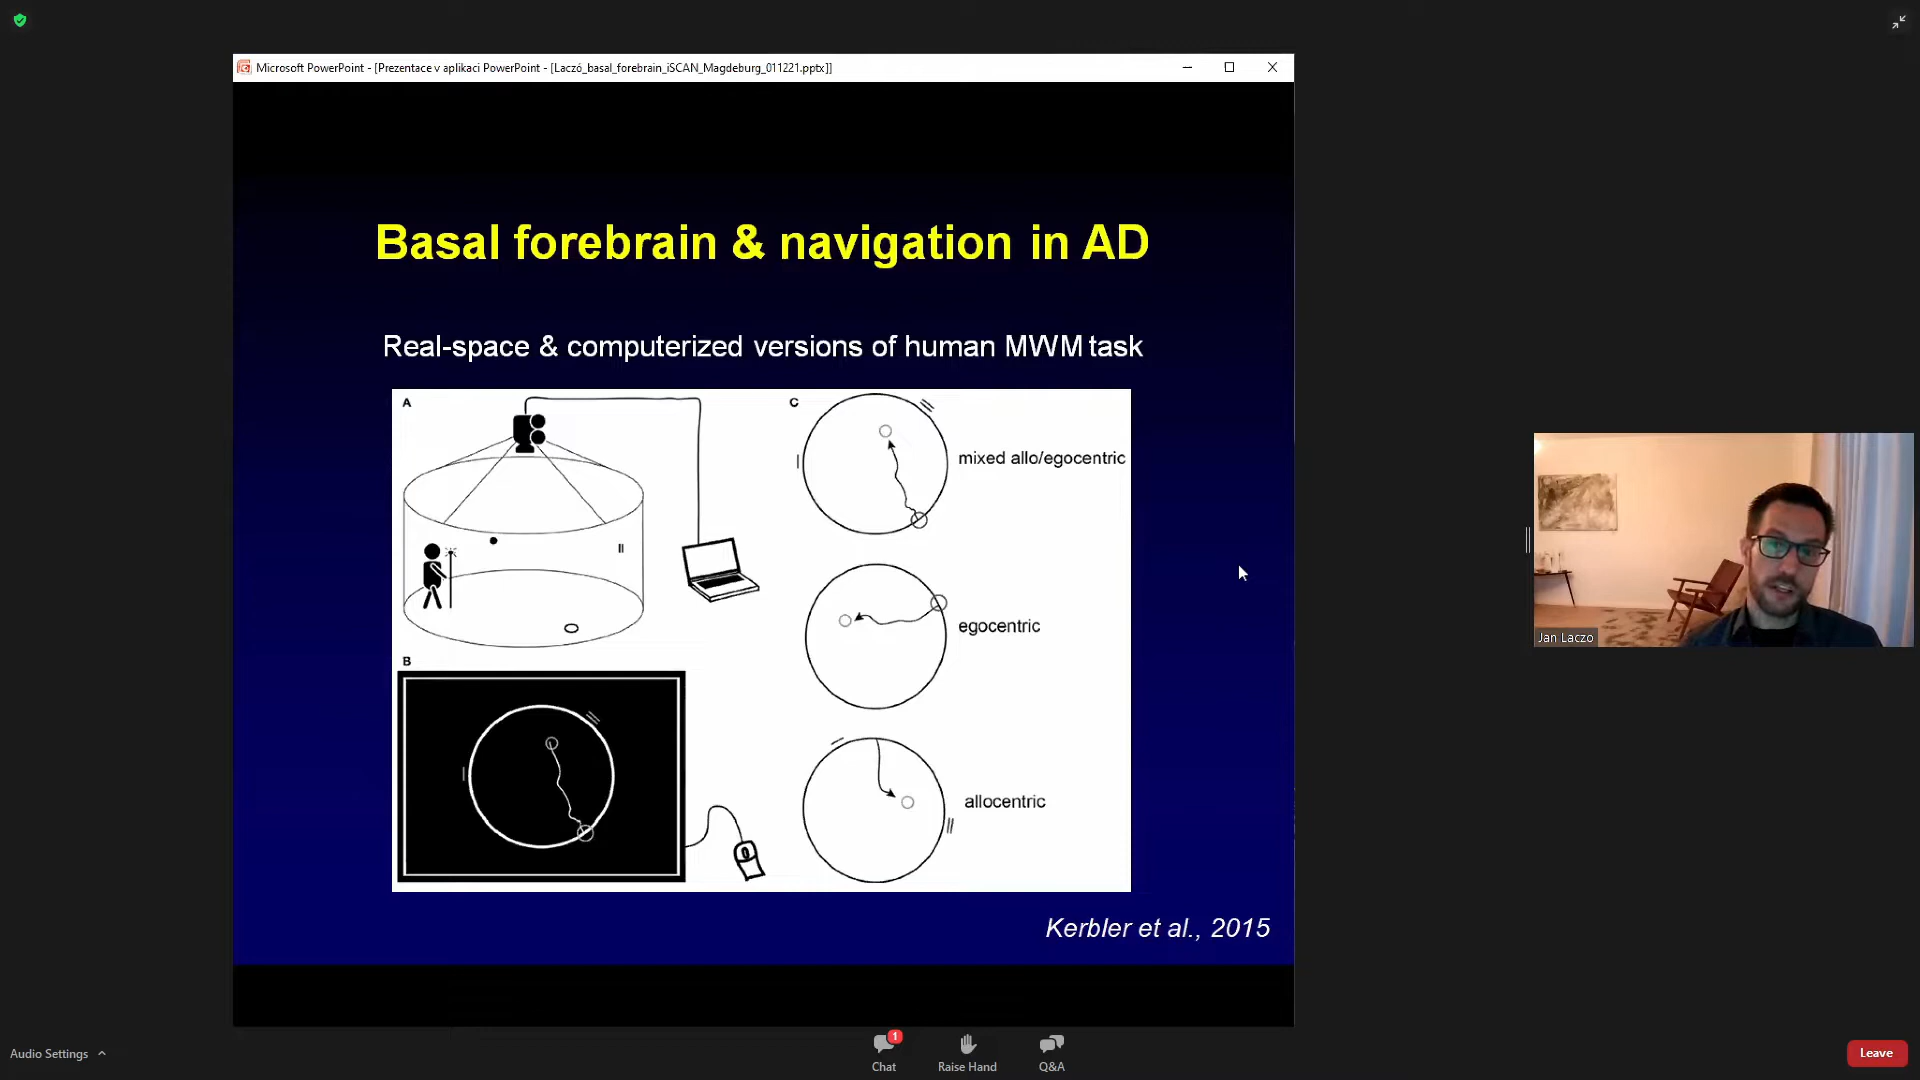 Microsoft PowerPoint - [Prezentace v aplikaci PowerPoint - [Laczó_basal_forebrain_iSCAN_Magdeburg_011221.pptx]]
Basal forebrain & navigation in AD
Real-space & computerized versions of human MWM task
A
B
C
mixed allo/egocentric
egocentric
allocentric
Kerbler et al., 2015
Jan Laczo
Audio Settings
1
Chat
Raise Hand
Q&A
Leave